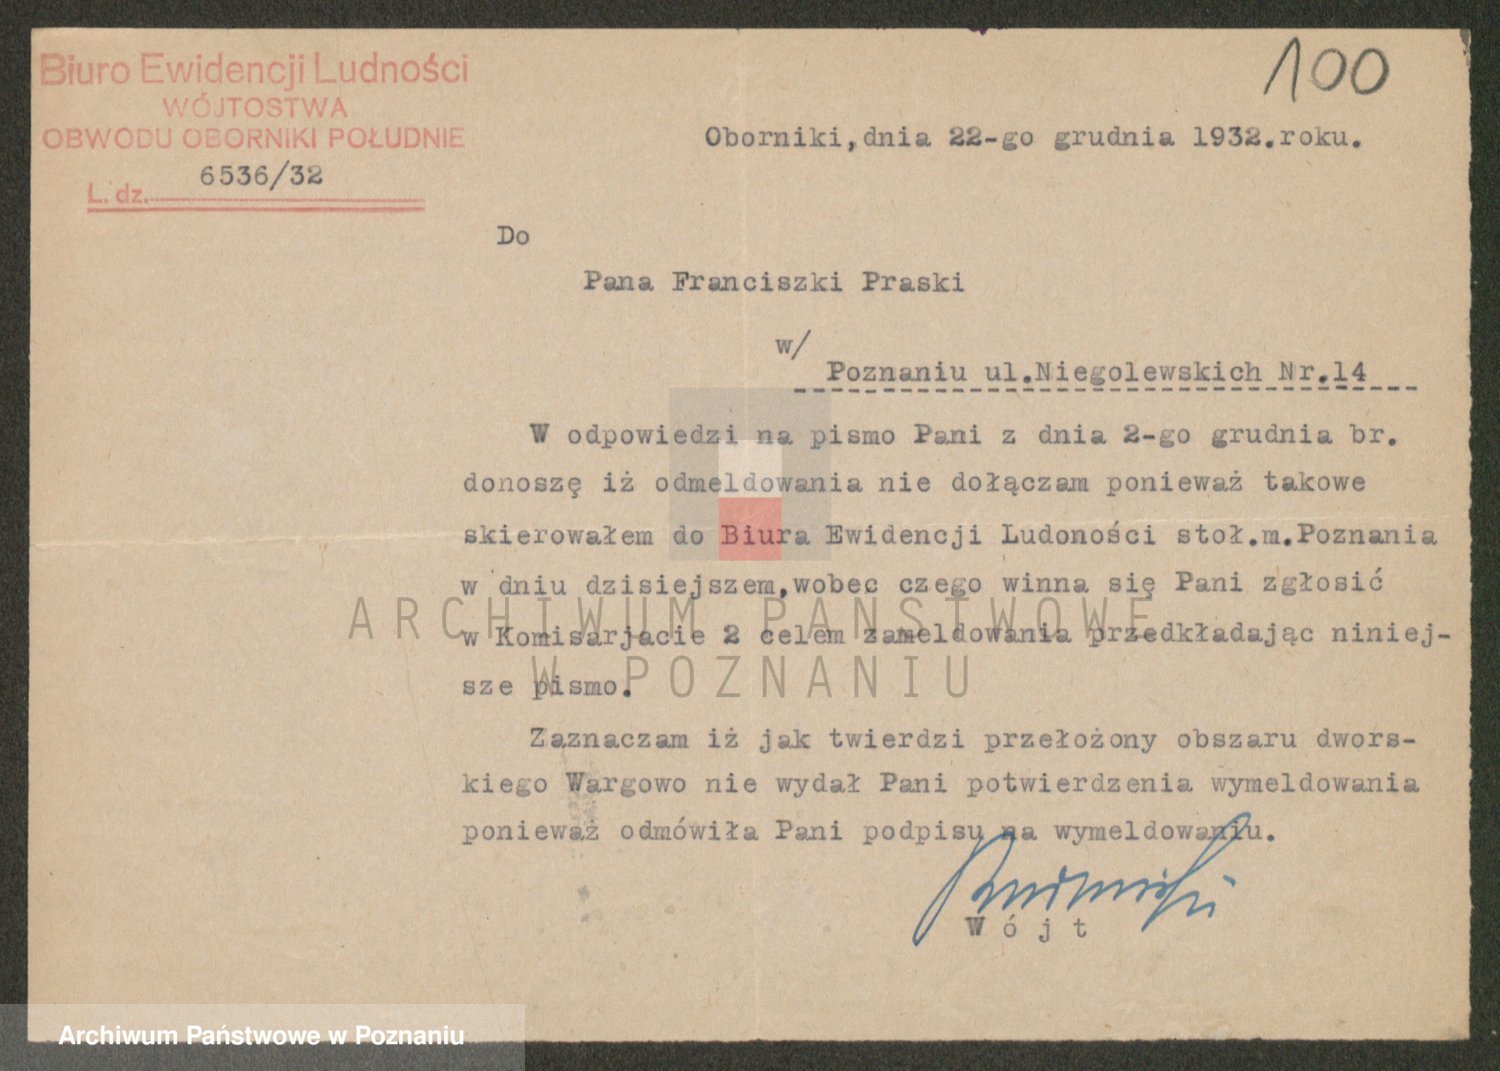 Biuro Ewidencji Ludności
WÓJTOSTWA
OBWODU OBORNIKI POŁUDNIE
L. dz. 6536/32
100
Oborniki,dnia 22-go grudnia 1932.roku.
Do
Pana Franciszki Praski
w/
Poznaniu ul.Niegolewskich Nr.14
W odpowiedzi na pismo Pani z dnia 2-go grudnia br.
donoszę iż odmeldowania nie dołączam ponieważ takowe
skierowałem do Biura Ewidencji Ludoności stoł.m.Poznania
w dniu dzisiejszem,wobec czego winna się Pani zgłosić
w Komisarjacie 2 celem zameldowania przedkładając niniej-
sze pismo.
Zaznaczam iż jak twierdzi przełożony obszaru dwors-
kiego Wargowo nie wydał Pani potwierdzenia wymeldowania
ponieważ odmówiła Pani podpisu na wymeldowaniu.
Wójt
ARCHIWUM PAŃSTWOWE
W POZNANIU
Archiwum Państwowe w Poznaniu